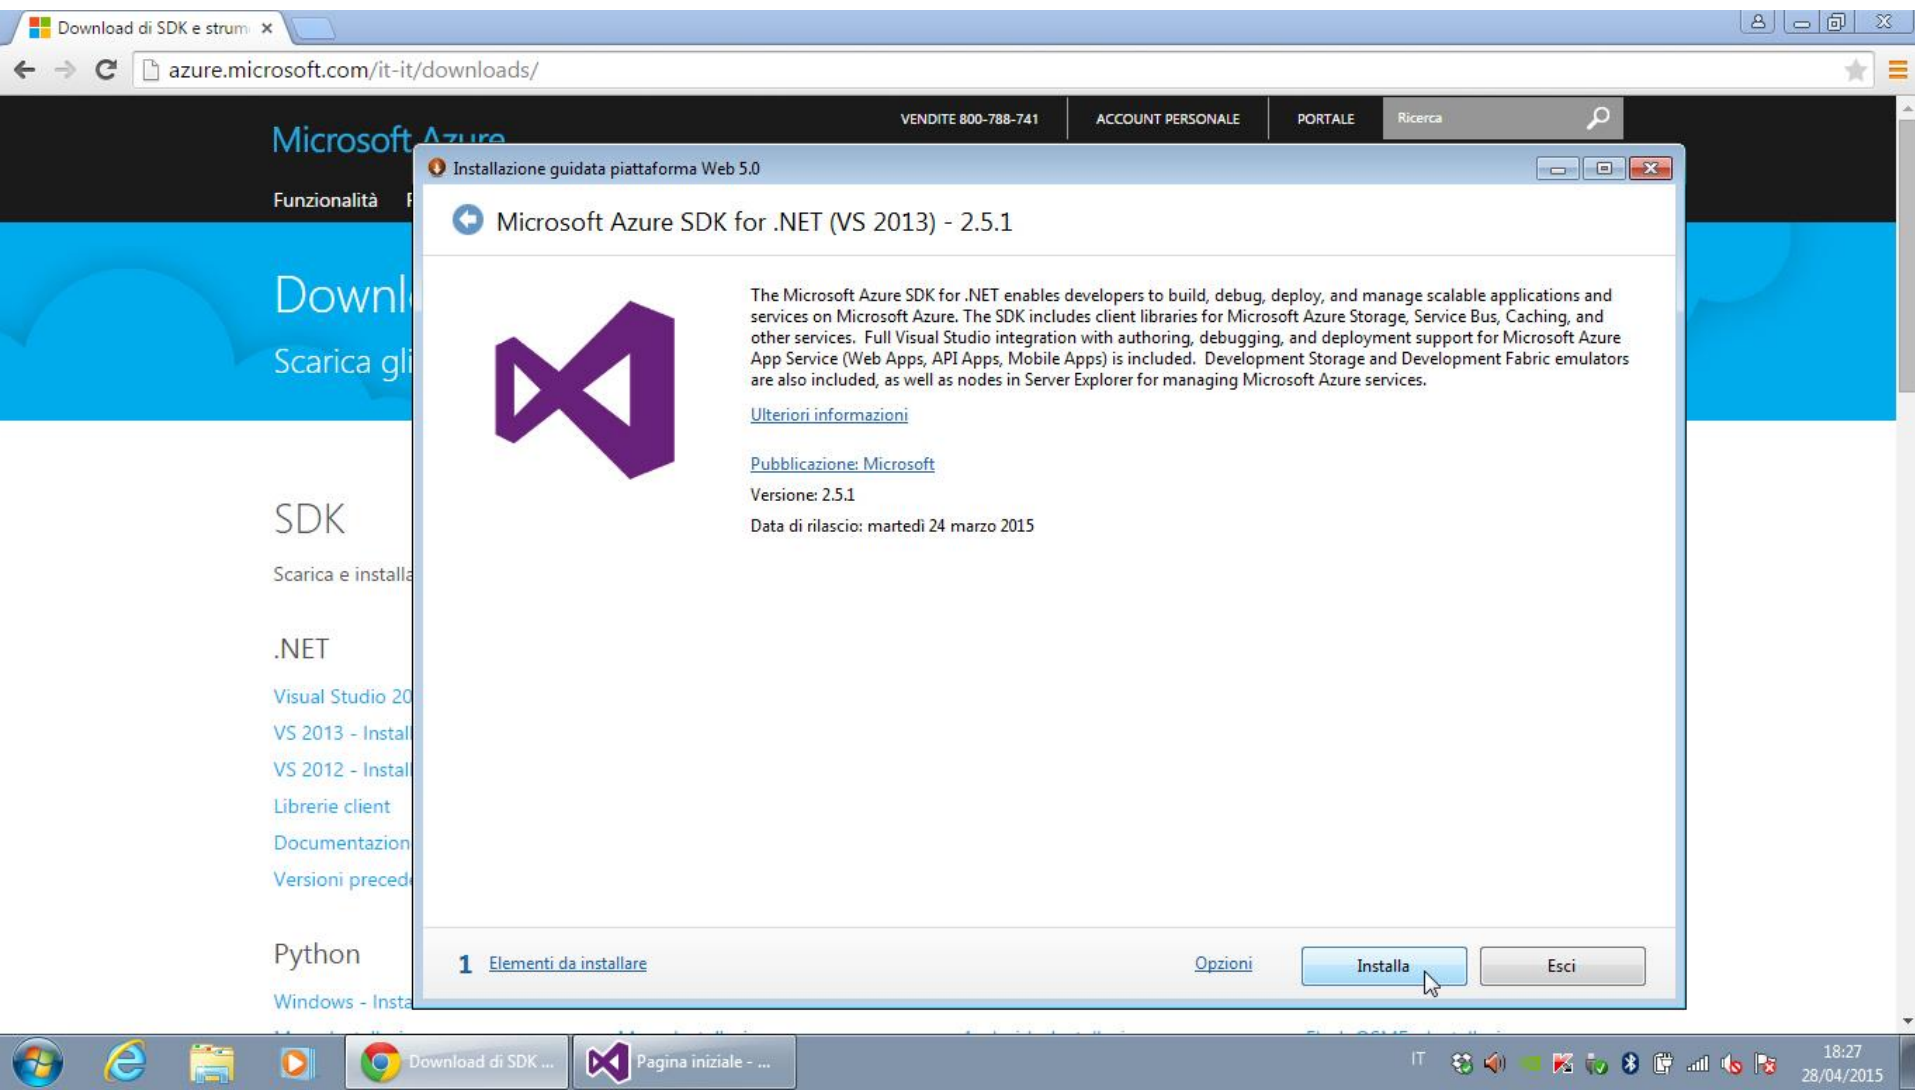 Download di SDK e strum
azure.microsoft.com/it-it/downloads/
VENDITE 800-788-741
ACCOUNT PERSONALE
PORTALE
Ricerca
Microsoft Azure
Installazione guidata piattaforma Web 5.0
Funzionalità
Microsoft Azure SDK for .NET (VS 2013) - 2.5.1
Downl
Scarica gli
The Microsoft Azure SDK for .NET enables developers to build, debug, deploy, and manage scalable applications and
services on Microsoft Azure. The SDK includes client libraries for Microsoft Azure Storage, Service Bus, Caching, and
other services. Full Visual Studio integration with authoring, debugging, and deployment support for Microsoft Azure
App Service (Web Apps, API Apps, Mobile Apps) is included. Development Storage and Development Fabric emulators
are also included, as well as nodes in Server Explorer for managing Microsoft Azure services.
Ulteriori informazioni
Pubblicazione: Microsoft
Versione: 2.5.1
Data di rilascio: martedì 24 marzo 2015
SDK
Scarica e installa
.NET
Visual Studio 20
VS 2013 - Install
VS 2012 - Install
Librerie client
Documentazion
Versioni precede
Python
Windows - Insta
1 Elementi da installare
Opzioni
Installa
Esci
Download di SDK ...
Pagina iniziale - ...
IT
18:27
28/04/2015